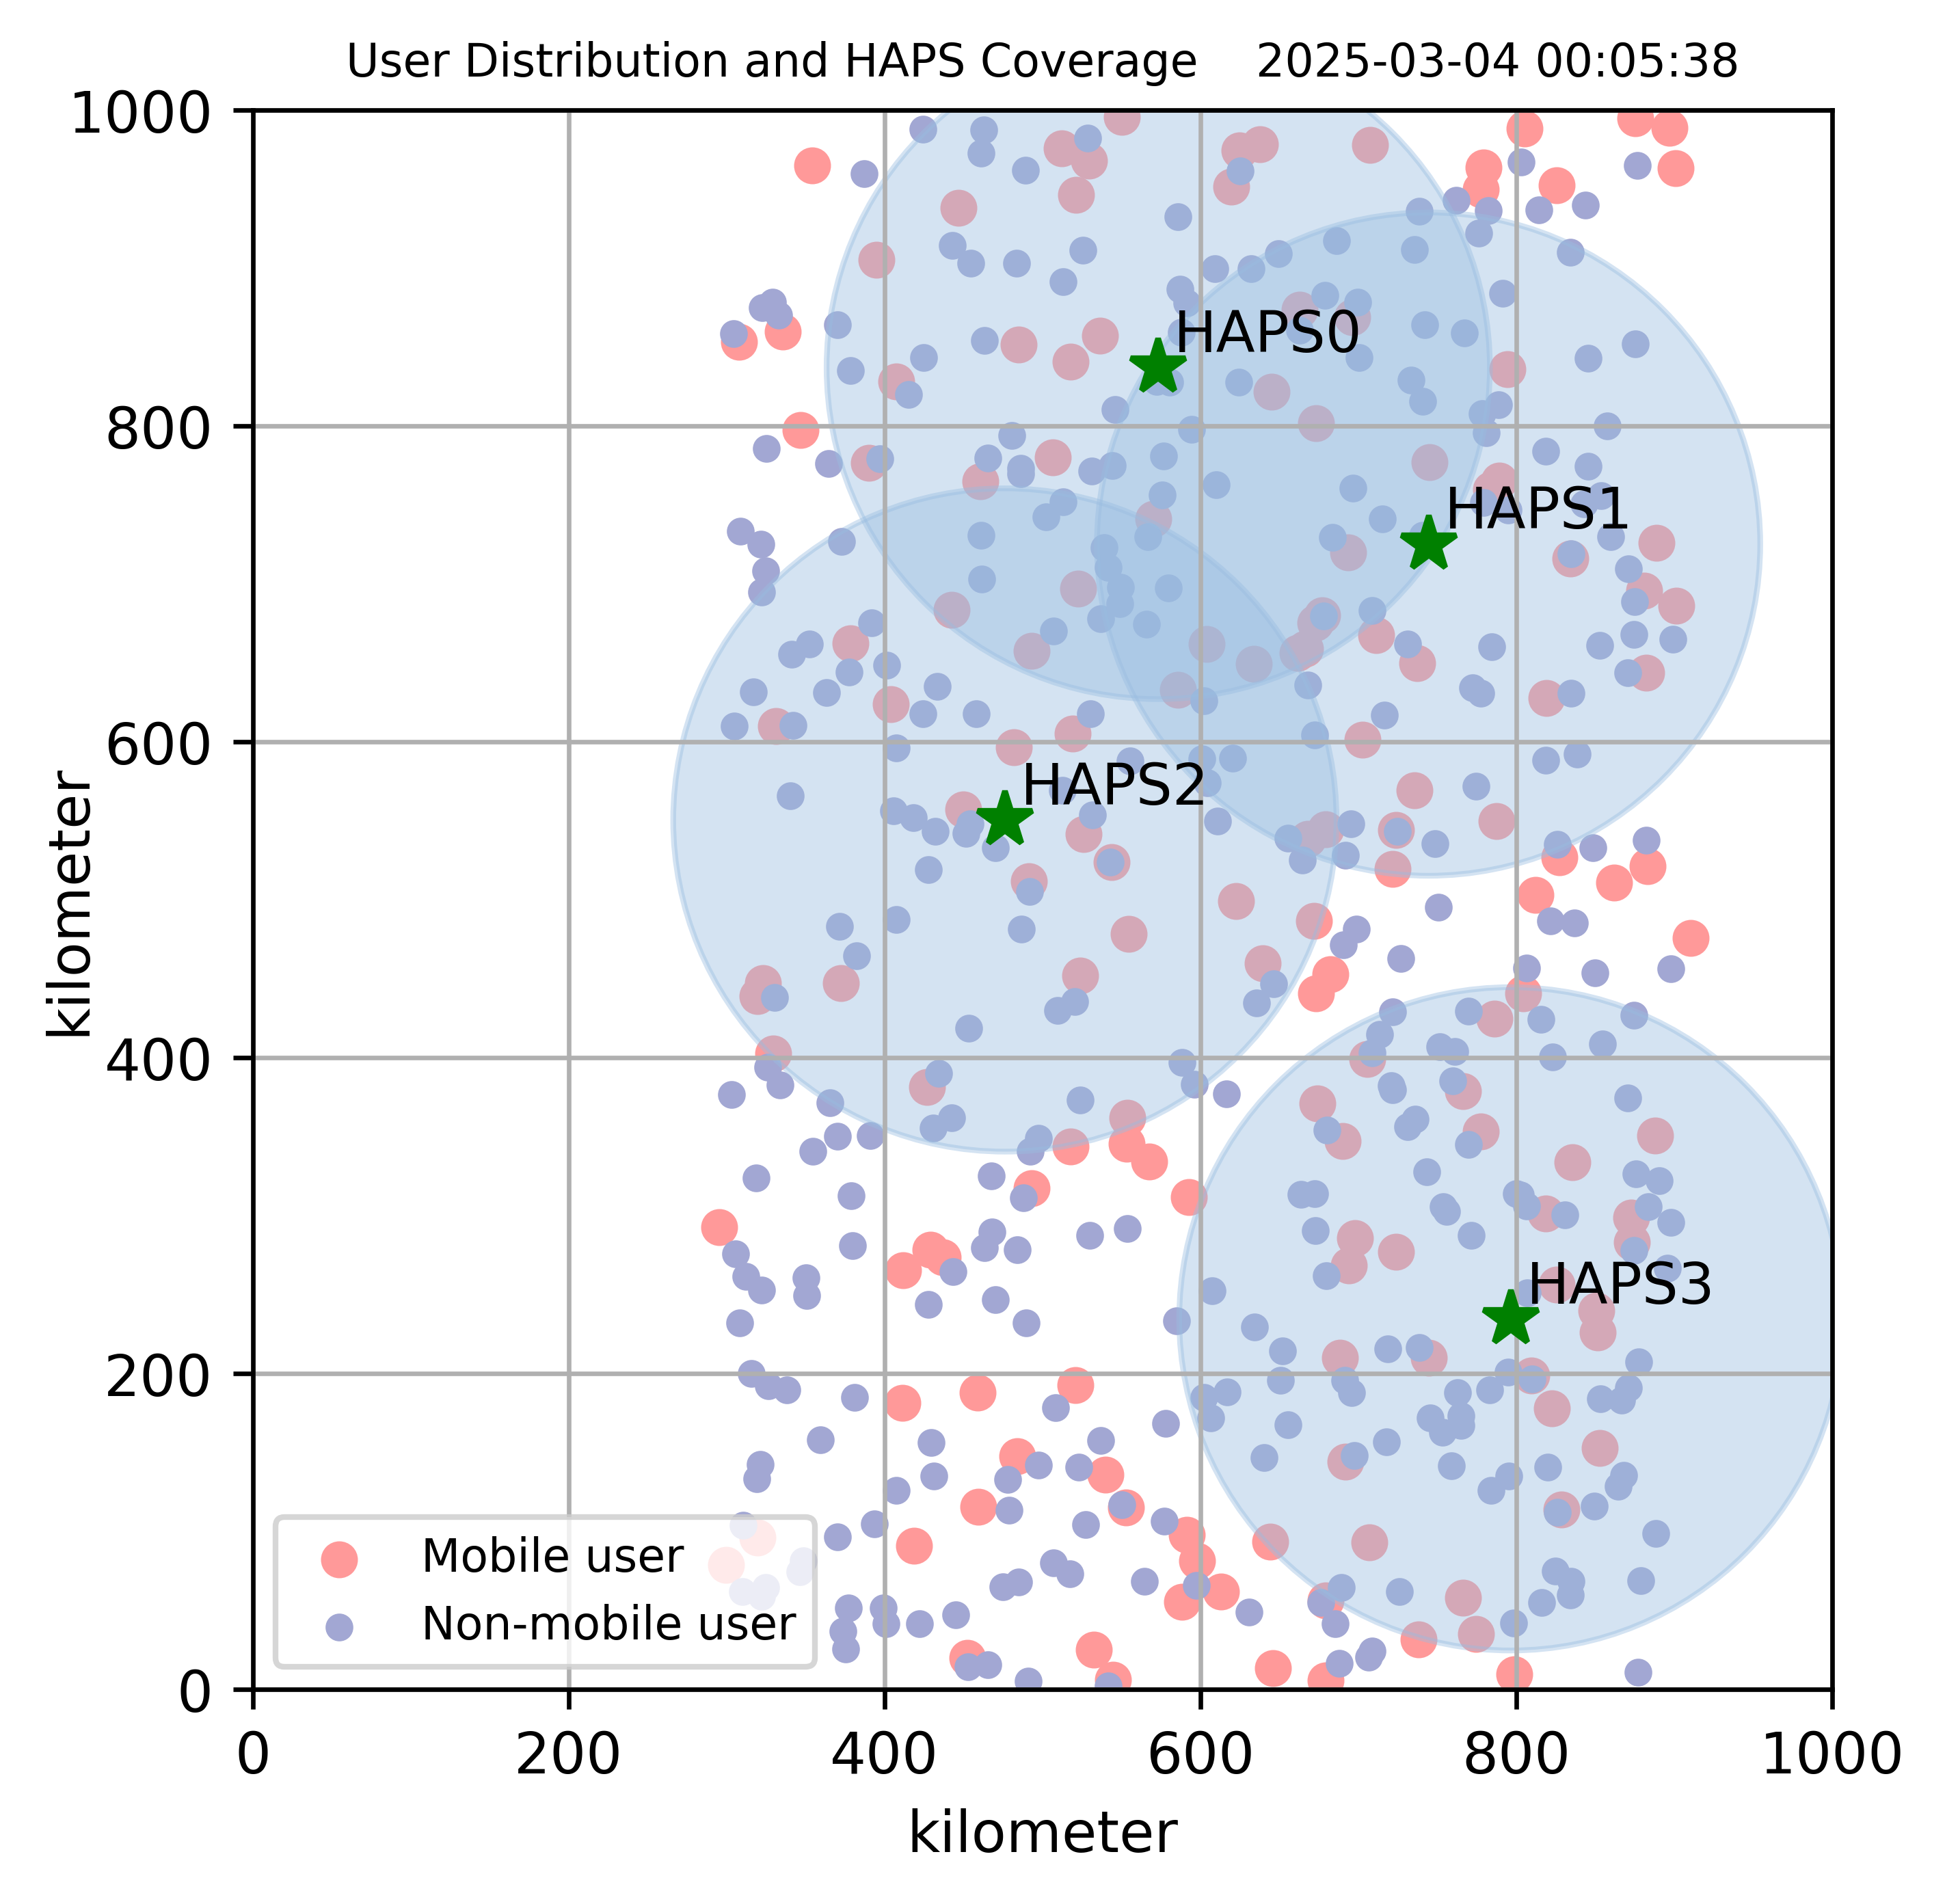 User Distribution and HAPS Coverage    2025-03-04 00:05:38
1000
800
600
400
200
0
kilometer
HAPS0
HAPS1
HAPS2
HAPS3
Mobile user
Non-mobile user
0 200 400 600 800 1000
kilometer